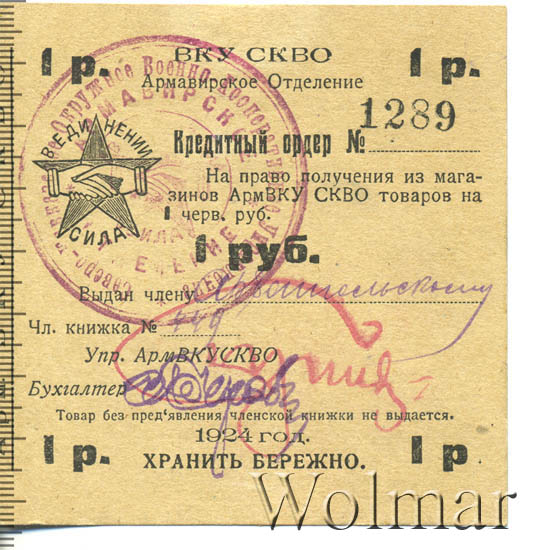 1 р. ВКУ СКВО 1 р.
Армавирское Отделение
Кредитный ордер № 1289
В ЕДИНЕНИИ
СИЛА
На право получения из мага-
зинов АрмВКУ СКВО товаров на
1 черв. руб.
1 руб.
Выдан члену
Чл. книжка № 449
Упр. АрмВКУСКВО
Бухгалтер
Товар без пред'явления членской книжки не выдается.
1 р. 1924 год. 1 р
ХРАНИТЬ БЕРЕЖНО.
Wolmar